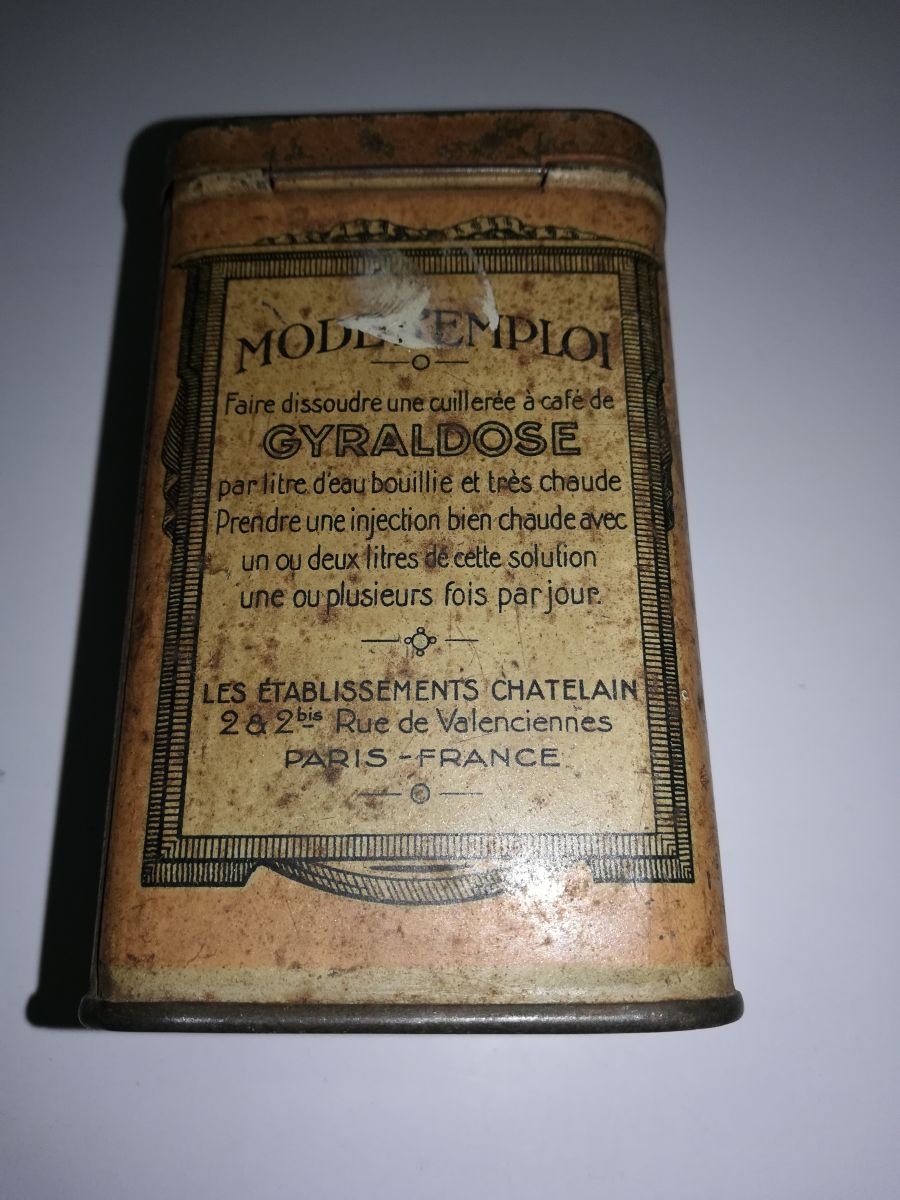 MODE D'EMPLOI
Faire dissoudre une cuillerée à café de
GYRALDOSE
par litre d'eau bouillie et très chaude
Prendre une injection bien chaude avec
un ou deux litres de cette solution
une ou plusieurs fois par jour.
LES ÉTABLISSEMENTS CHATELAIN
2 & 2bis Rue de Valenciennes
PARIS - FRANCE